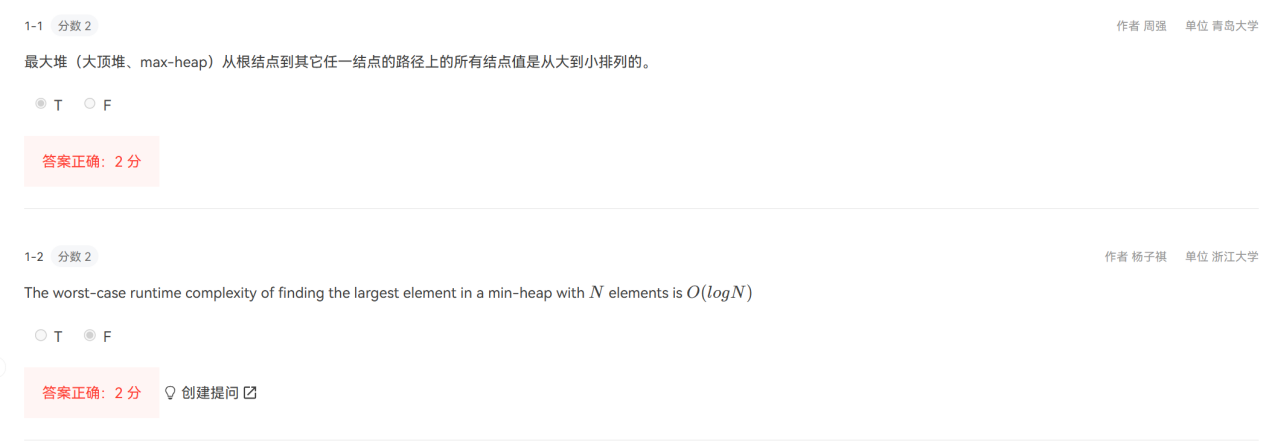 1-1 分数 2 作者 周强 单位 青岛大学
最大堆（大顶堆、max-heap）从根结点到其它任一结点的路径上的所有结点值是从大到小排列的。
T F
答案正确：2 分
1-2 分数 2 作者 杨子祺 单位 浙江大学
The worst-case runtime complexity of finding the largest element in a min-heap with N elements is O(logN)
T F
答案正确：2 分 创建提问